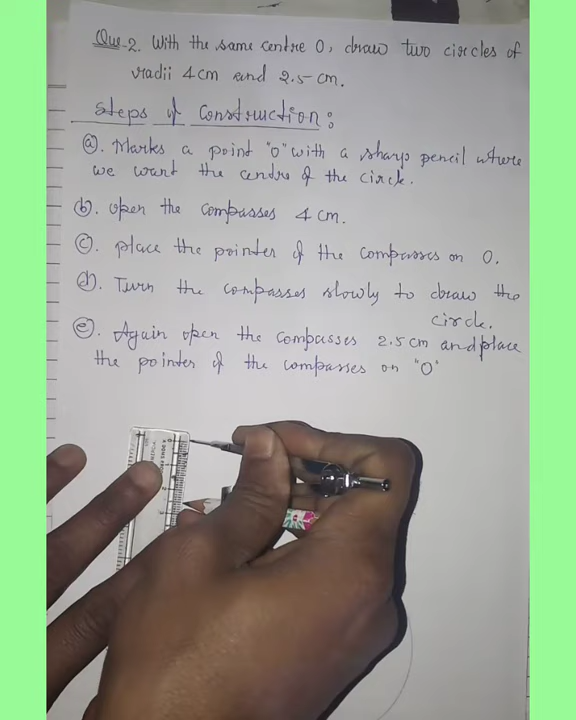 Que-2. With the same centre O, draw two circles of
radii 4cm and 2.5cm.
Steps of Construction:
(a). Marks a point "O" with a sharp pencil where
we want the centre of the circle.
(b). Open the compasses 4 cm.
(c). Place the pointer of the compasses on O.
(d). Turn the compasses slowly to draw the
circle.
(e). Again open the compasses 2.5 cm and place
the pointer of the compasses on "O"